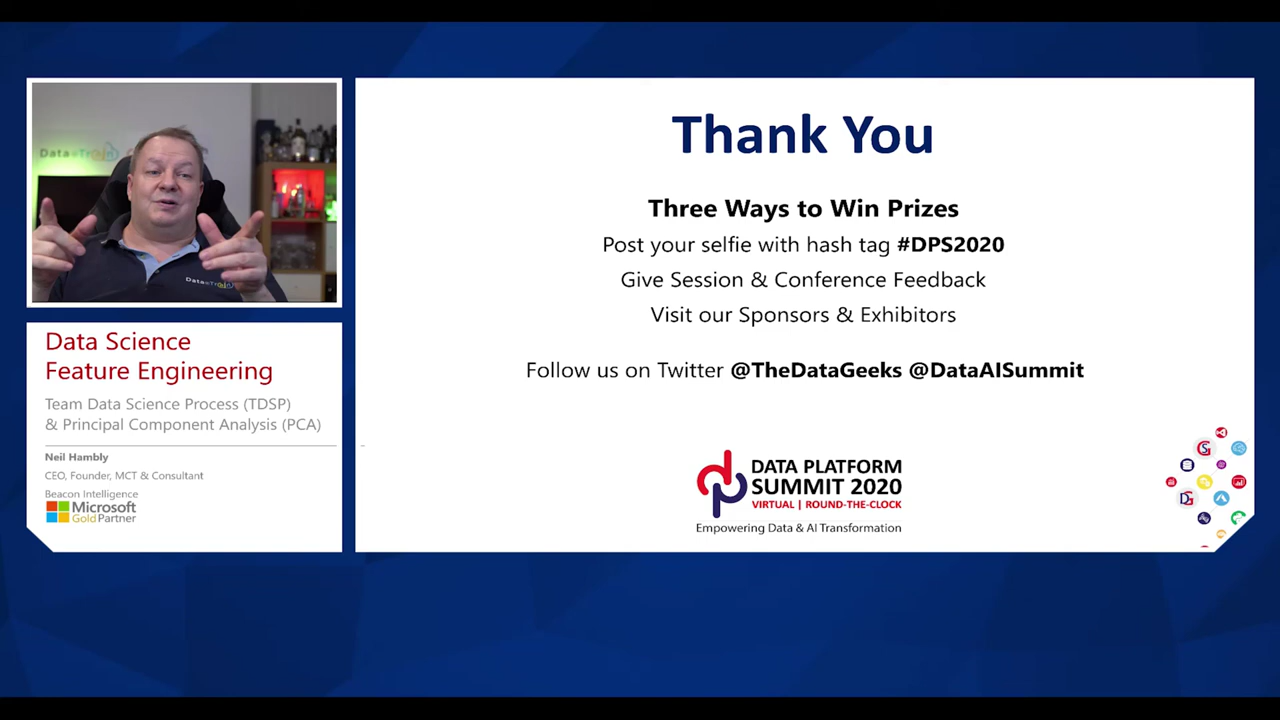 Thank You
Three Ways to Win Prizes
Post your selfie with hash tag #DPS2020
Give Session & Conference Feedback
Visit our Sponsors & Exhibitors
Follow us on Twitter @TheDataGeeks @DataAISummit
DATA PLATFORM
SUMMIT 2020
VIRTUAL | ROUND-THE-CLOCK
Empowering Data & AI Transformation
Data Science
Feature Engineering
Team Data Science Process (TDSP)
& Principal Component Analysis (PCA)
Neil Hambly
CEO, Founder, MCT & Consultant
Beacon Intelligence
Microsoft
Gold Partner